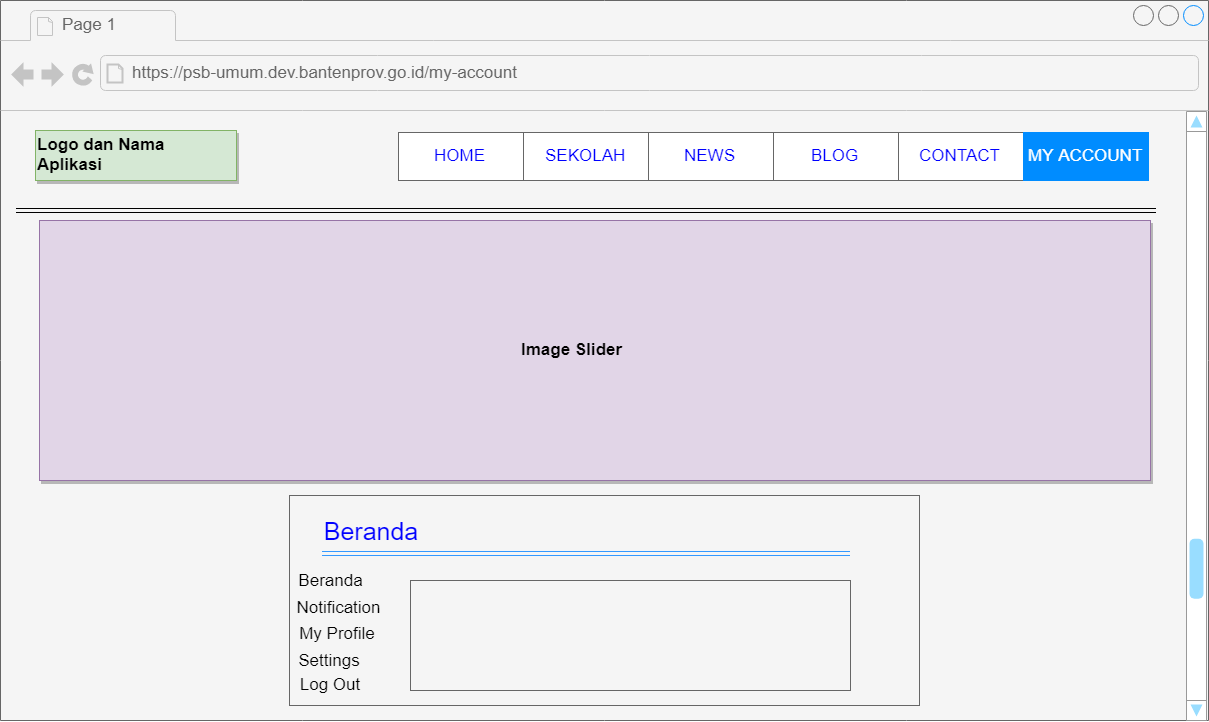 Page 1
https://psb-umum.dev.bantenprov.go.id/my-account
Logo dan Nama
Aplikasi
HOME
SEKOLAH
NEWS
BLOG
CONTACT
MY ACCOUNT
Image Slider
Beranda
Beranda
Notification
My Profile
Settings
Log Out